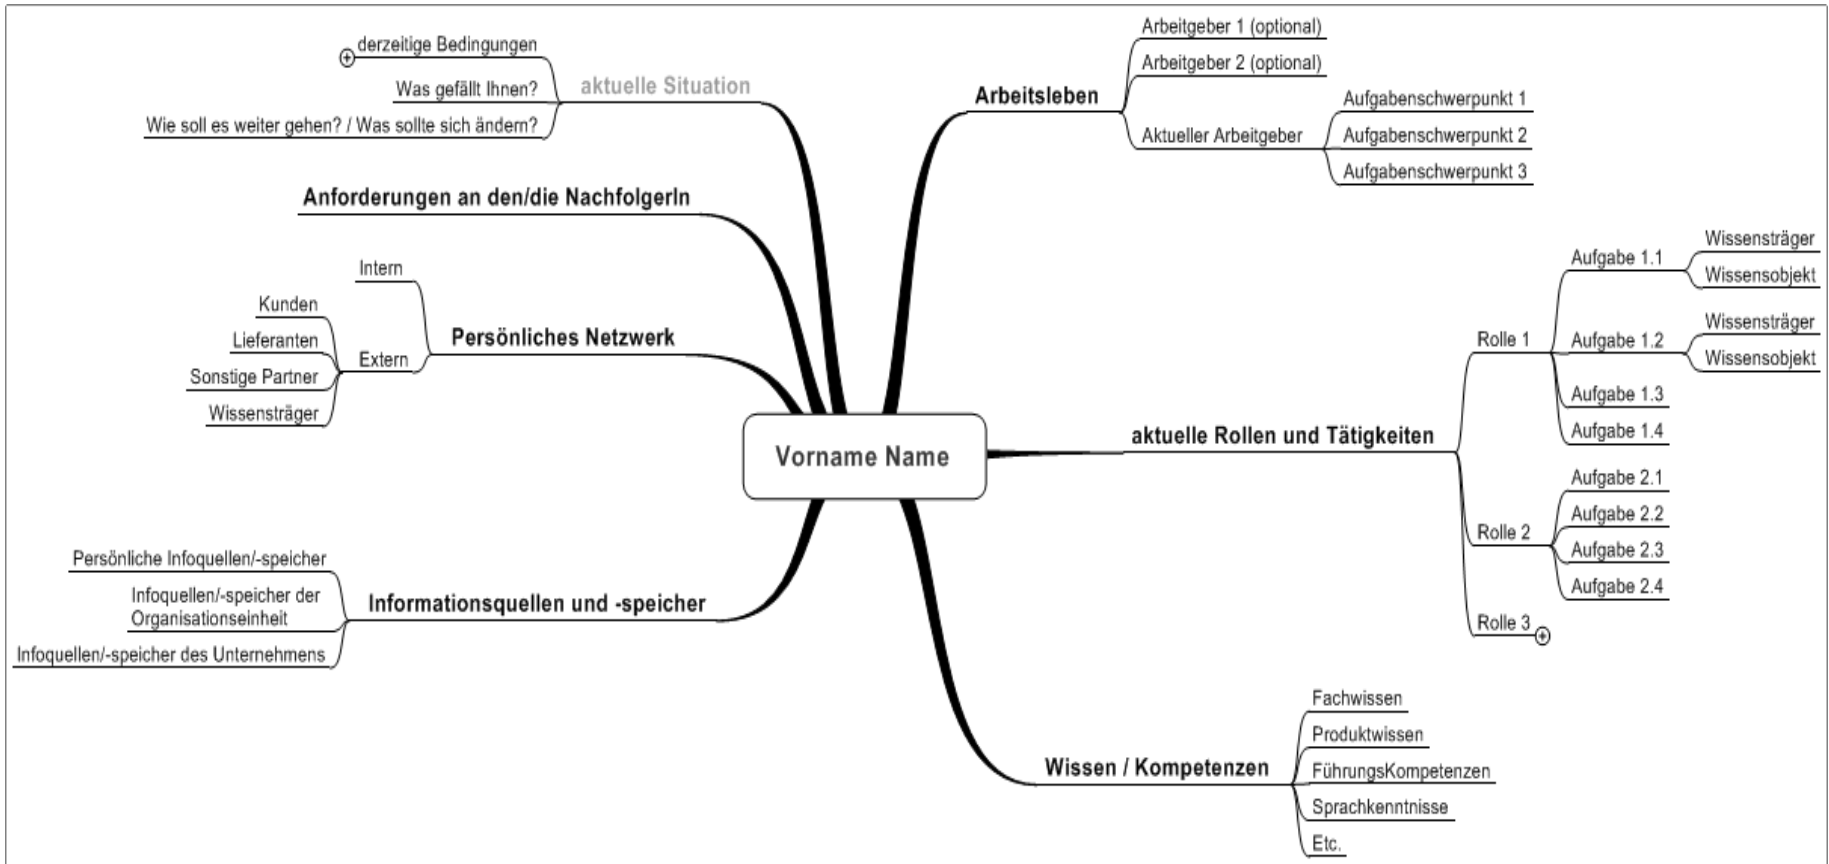 derzeitige Bedingungen
Was gefällt Ihnen?
Wie soll es weiter gehen? / Was sollte sich ändern?
aktuelle Situation
Anforderungen an den/die NachfolgerIn
Intern
Kunden
Lieferanten
Sonstige Partner
Wissensträger
Extern
Persönliches Netzwerk
Persönliche Infoquellen/-speicher
Infoquellen/-speicher der
Organisationseinheit
Infoquellen/-speicher des Unternehmens
Informationsquellen und -speicher
Vorname Name
Arbeitsleben
Arbeitgeber 1 (optional)
Arbeitgeber 2 (optional)
Aktueller Arbeitgeber
Aufgabenschwerpunkt 1
Aufgabenschwerpunkt 2
Aufgabenschwerpunkt 3
aktuelle Rollen und Tätigkeiten
Rolle 1
Aufgabe 1.1
Wissensträger
Wissensobjekt
Aufgabe 1.2
Wissensträger
Wissensobjekt
Aufgabe 1.3
Aufgabe 1.4
Rolle 2
Aufgabe 2.1
Aufgabe 2.2
Aufgabe 2.3
Aufgabe 2.4
Rolle 3
Wissen / Kompetenzen
Fachwissen
Produktwissen
FührungsKompetenzen
Sprachkenntnisse
Etc.